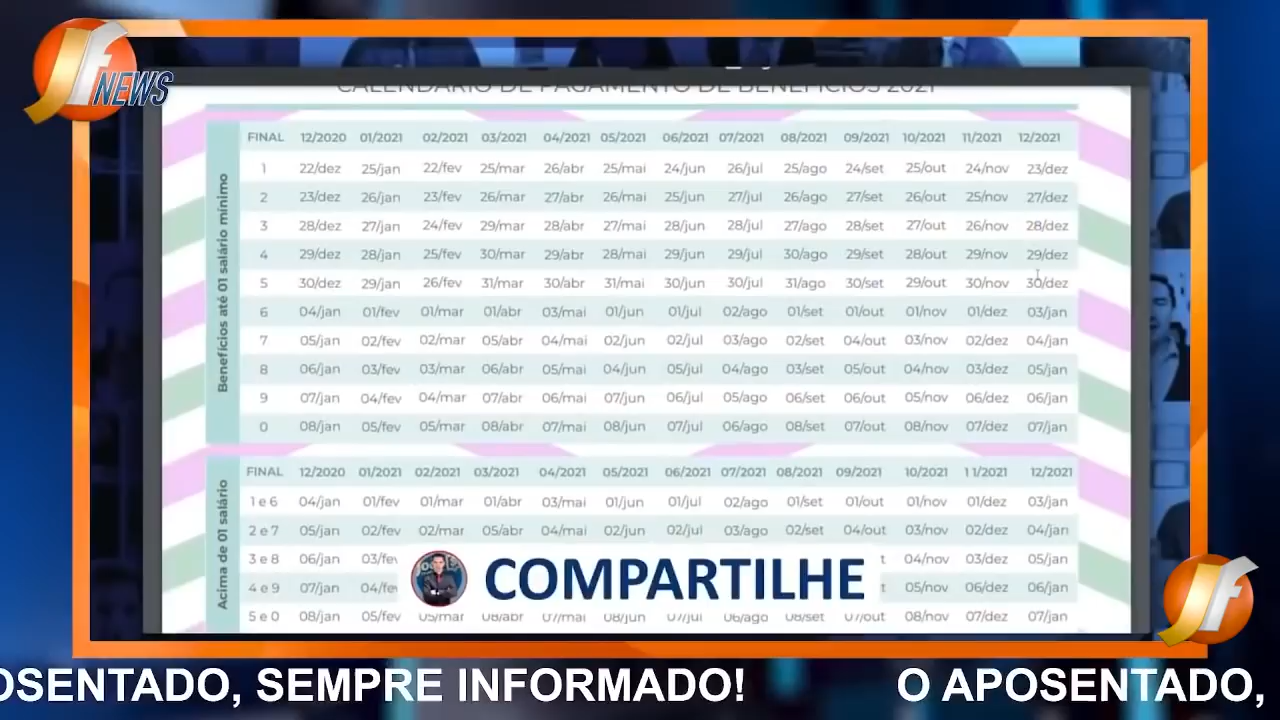 JF NEWS
CALENDÁRIO DE PAGAMENTO DE BENEFÍCIOS 2021
Benefícios até 01 salário mínimo
FINAL 12/2020 01/2021 02/2021 03/2021 04/2021 05/2021 06/2021 07/2021 08/2021 09/2021 10/2021 11/2021 12/2021
1 22/dez 25/jan 22/fev 25/mar 26/abr 25/mai 24/jun 26/jul 25/ago 24/set 25/out 24/nov 23/dez
2 23/dez 26/jan 23/fev 26/mar 27/abr 26/mai 25/jun 27/jul 26/ago 27/set 26/out 25/nov 27/dez
3 28/dez 27/jan 24/fev 29/mar 28/abr 27/mai 28/jun 28/jul 27/ago 28/set 27/out 26/nov 28/dez
4 29/dez 28/jan 25/fev 30/mar 29/abr 28/mai 29/jun 29/jul 30/ago 29/set 28/out 29/nov 29/dez
5 30/dez 29/jan 26/fev 31/mar 30/abr 31/mai 30/jun 30/jul 31/ago 30/set 29/out 30/nov 30/dez
6 04/jan 01/fev 01/mar 01/abr 03/mai 01/jun 01/jul 02/ago 01/set 01/out 01/nov 01/dez 03/jan
7 05/jan 02/fev 02/mar 05/abr 04/mai 02/jun 02/jul 03/ago 02/set 04/out 03/nov 02/dez 04/jan
8 06/jan 03/fev 03/mar 06/abr 05/mai 04/jun 05/jul 04/ago 03/set 05/out 04/nov 03/dez 05/jan
9 07/jan 04/fev 04/mar 07/abr 06/mai 07/jun 06/jul 05/ago 06/set 06/out 05/nov 06/dez 06/jan
0 08/jan 05/fev 05/mar 08/abr 07/mai 08/jun 07/jul 06/ago 08/set 07/out 08/nov 07/dez 07/jan
Acima de 01 salário
FINAL 12/2020 01/2021 02/2021 03/2021 04/2021 05/2021 06/2021 07/2021 08/2021 09/2021 10/2021 11/2021 12/2021
1 e 6 04/jan 01/fev 01/mar 01/abr 03/mai 01/jun 01/jul 02/ago 01/set 01/out 01/nov 01/dez 03/jan
2 e 7 05/jan 02/fev 02/mar 05/abr 04/mai 02/jun 02/jul 03/ago 02/set 04/out 03/nov 02/dez 04/jan
3 e 8 06/jan 03/fev t 04/nov 03/dez 05/jan
4 e 9 07/jan 04/fev t 05/nov 06/dez 06/jan
5 e 0 08/jan 05/fev 05/mar 08/abr 07/mai 08/jun 07/jul 06/ago 08/set 07/out 08/nov 07/dez 07/jan
COMPARTILHE
JF
OSENTADO, SEMPRE INFORMADO! O APOSENTADO,